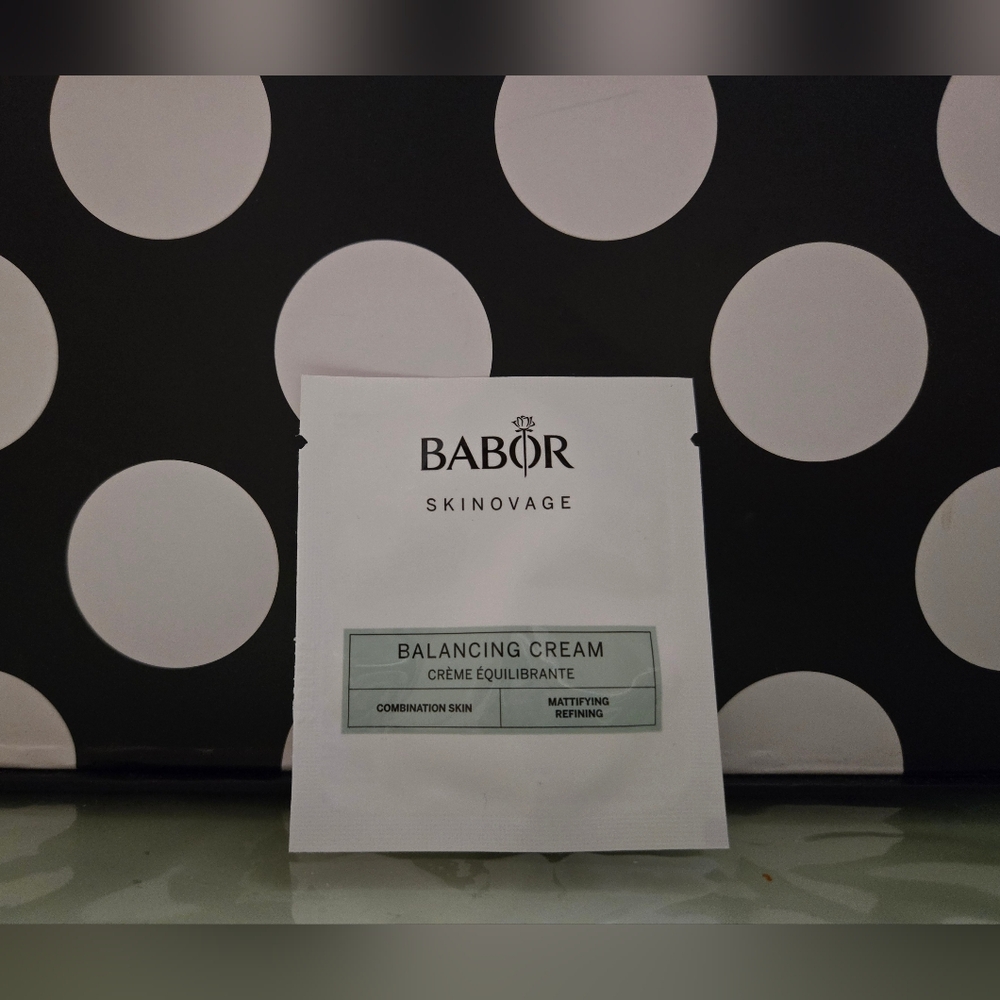 BABOR
SKINOVAGE
BALANCING CREAM
CRÈME ÉQUILIBRANTE
COMBINATION SKIN
MATTIFYING
REFINING